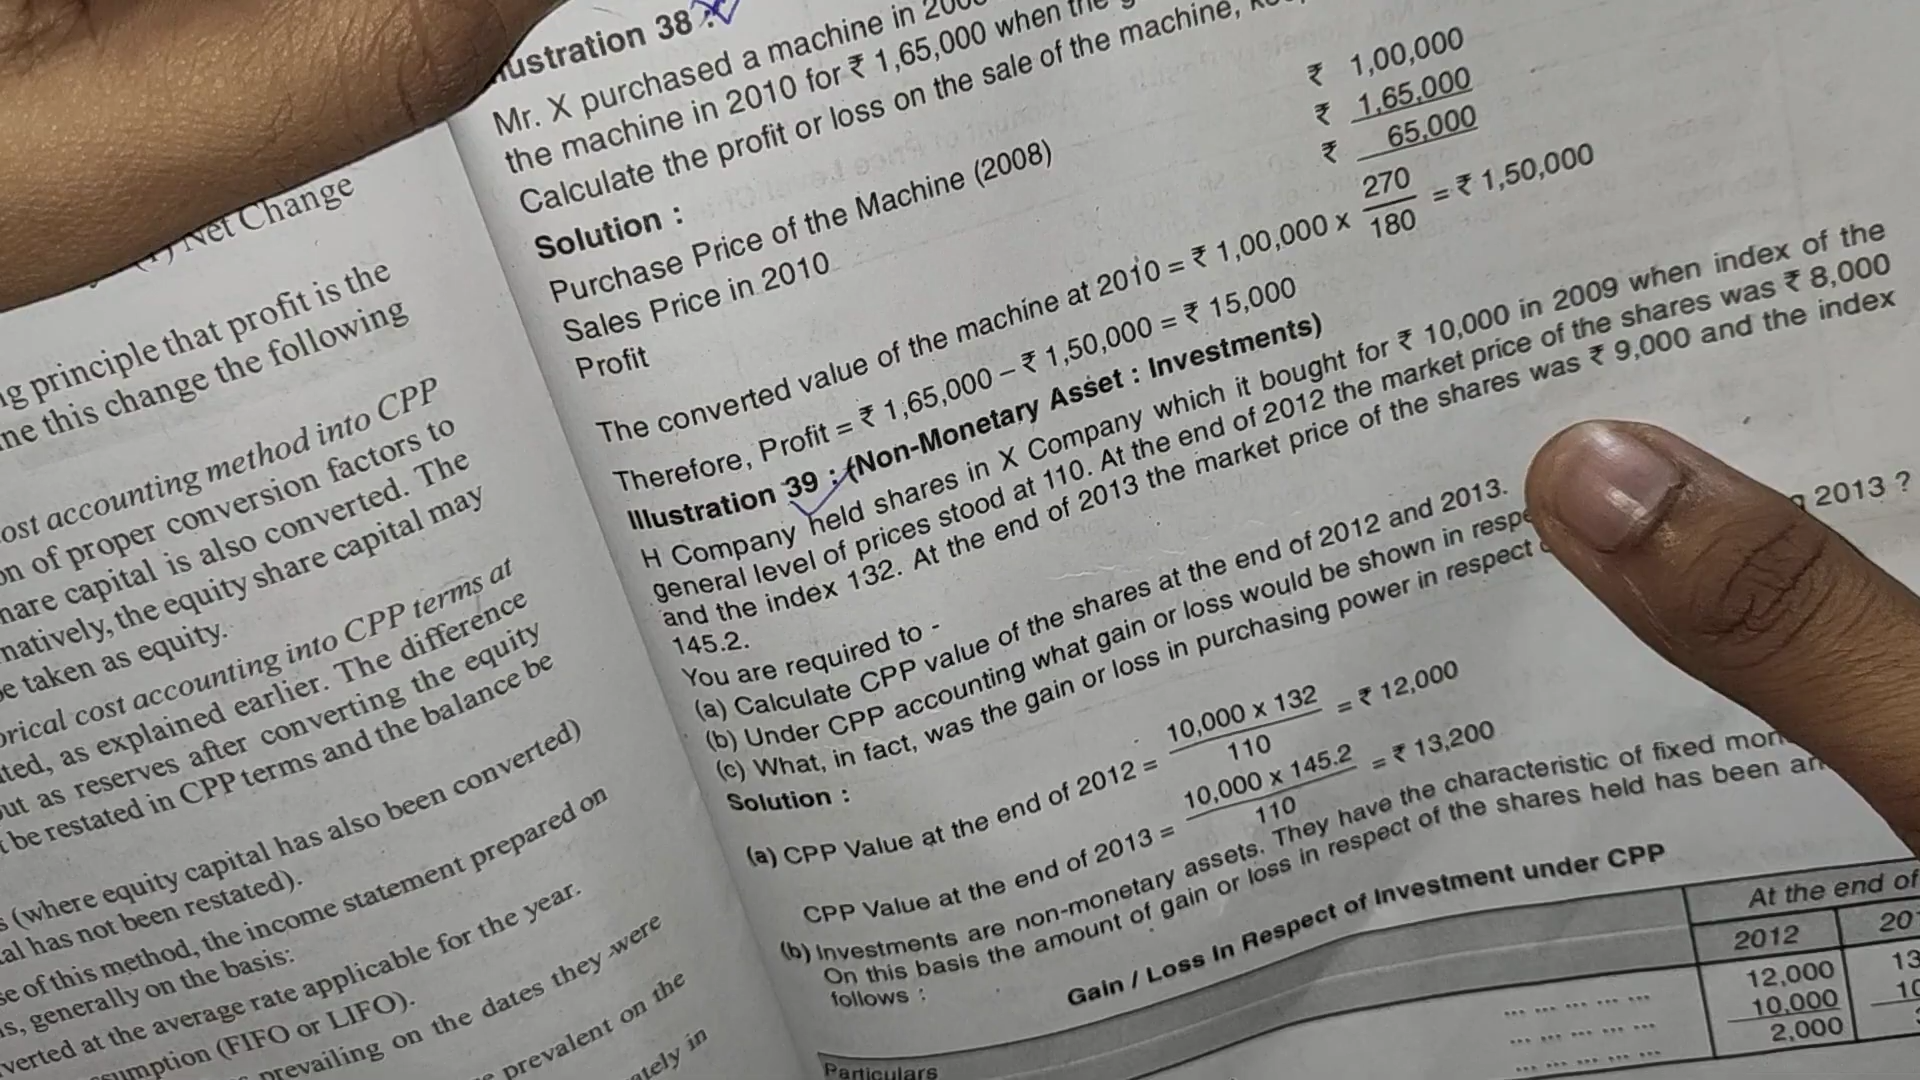 Net Change
principle that profit is the
this change the following
accounting method into CPP
of proper conversion factors to
capital is also converted. The
the equity share capital may
taken as equity.
accounting into CPP terms at
as explained earlier. The difference
as reserves after converting the equity
be restated in CPP terms and the balance be
(where equity capital has also been converted)
has not been restated).
of this method, the income statement prepared on
generally on the basis:
at the average rate applicable for the year.
(FIFO or LIFO).
prevailing on the dates they were
prevalent on the
in
Illustration 38 :
Mr. X purchased a machine in
the machine in 2010 for ₹ 1,65,000 when the
Calculate the profit or loss on the sale of the machine,
Solution :
Purchase Price of the Machine (2008) ₹ 1,00,000
Sales Price in 2010 ₹ 1,65,000
Profit ₹ 65,000
The converted value of the machine at 2010 = ₹ 1,00,000 x 270/180 = ₹ 1,50,000
Therefore, Profit = ₹ 1,65,000 – ₹ 1,50,000 = ₹ 15,000
Illustration 39 : (Non-Monetary Asset : Investments)
H Company held shares in X Company which it bought for ₹ 10,000 in 2009 when index of the
general level of prices stood at 110. At the end of 2012 the market price of the shares was ₹ 8,000
and the index 132. At the end of 2013 the market price of the shares was ₹ 9,000 and the index
145.2.
You are required to -
(a) Calculate CPP value of the shares at the end of 2012 and 2013.
(b) Under CPP accounting what gain or loss would be shown in
(c) What, in fact, was the gain or loss in purchasing power in respect 2013 ?
Solution :
(a) CPP Value at the end of 2012 = 10,000 x 132/110 = ₹ 12,000
CPP Value at the end of 2013 = 10,000 x 145.2/110 = ₹ 13,200
(b) Investments are non-monetary assets. They have the characteristic of fixed
On this basis the amount of gain or loss in respect of the shares held has been
follows :
Gain / Loss In Respect of Investment under CPP
Particulars At the end of
2012
... ... ... ... ... 12,000
... ... ... ... ... 10,000
... ... ... ... ... 2,000